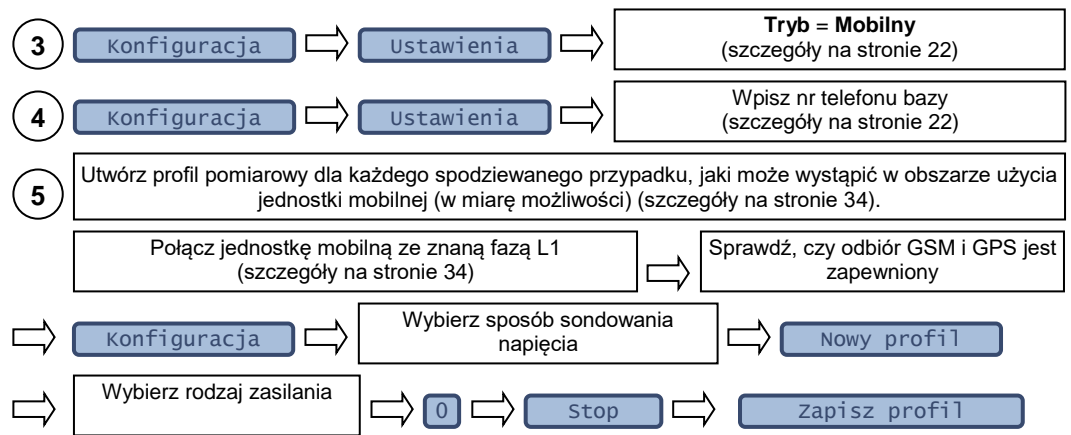 3
Konfiguracja
Ustawienia
Tryb = Mobilny
(szczegóły na stronie 22)
4
Konfiguracja
Ustawienia
Wpisz nr telefonu bazy
(szczegóły na stronie 22)
5
Utwórz profil pomiarowy dla każdego spodziewanego przypadku, jaki może wystąpić w obszarze użycia
jednostki mobilnej (w miarę możliwości) (szczegóły na stronie 34).
Połącz jednostkę mobilną ze znaną fazą L1
(szczegóły na stronie 34)
Sprawdź, czy odbiór GSM i GPS jest
zapewniony
Konfiguracja
Wybierz sposób sondowania
napięcia
Nowy profil
Wybierz rodzaj zasilania
0
Stop
Zapisz profil